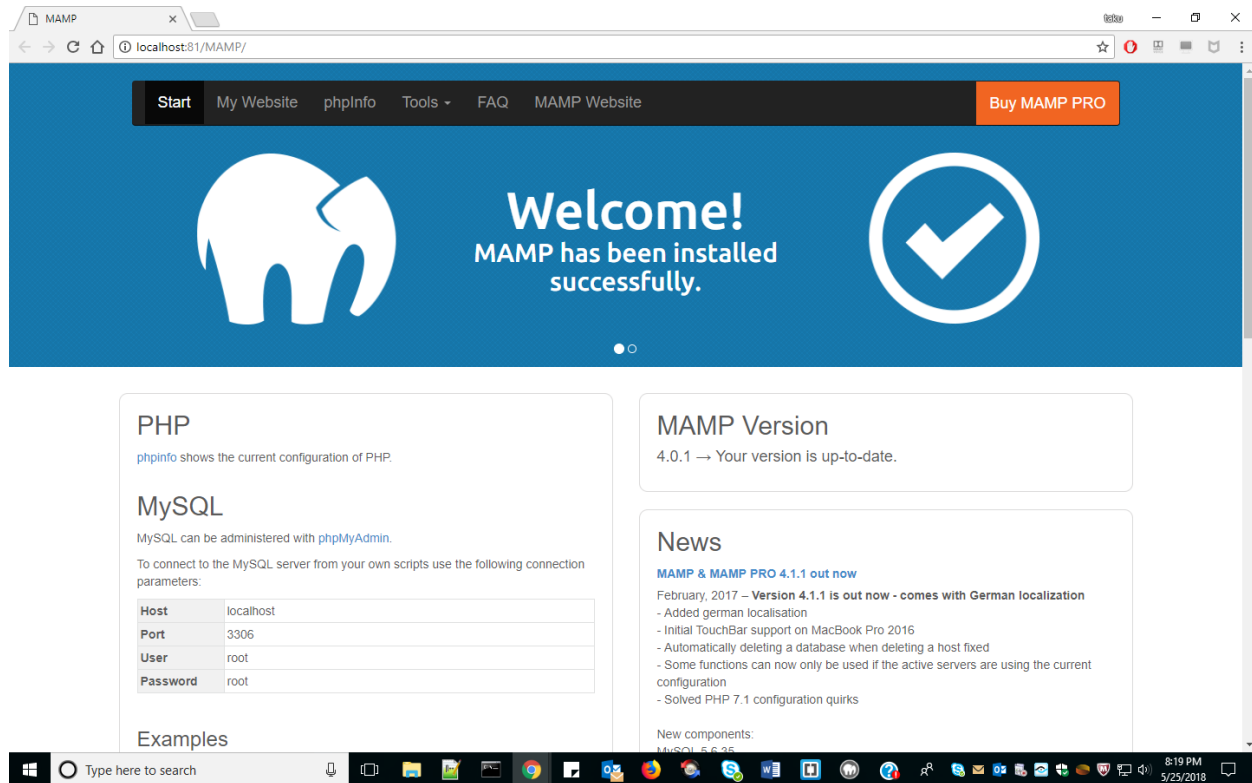 MAMP
taku
localhost:81/MAMP/
Start My Website phpInfo Tools FAQ MAMP Website Buy MAMP PRO
Welcome!
MAMP has been installed
successfully.
PHP
phpinfo shows the current configuration of PHP.
MySQL
MySQL can be administered with phpMyAdmin.
To connect to the MySQL server from your own scripts use the following connection
parameters:
Host localhost
Port 3306
User root
Password root
Examples
MAMP Version
4.0.1 → Your version is up-to-date.
News
MAMP & MAMP PRO 4.1.1 out now
February, 2017 – Version 4.1.1 is out now - comes with German localization
- Added german localisation
- Initial TouchBar support on MacBook Pro 2016
- Automatically deleting a database when deleting a host fixed
- Some functions can now only be used if the active servers are using the current
configuration
- Solved PHP 7.1 configuration quirks
New components:
MySQL 5.6.35
Type here to search
8:19 PM
5/25/2018